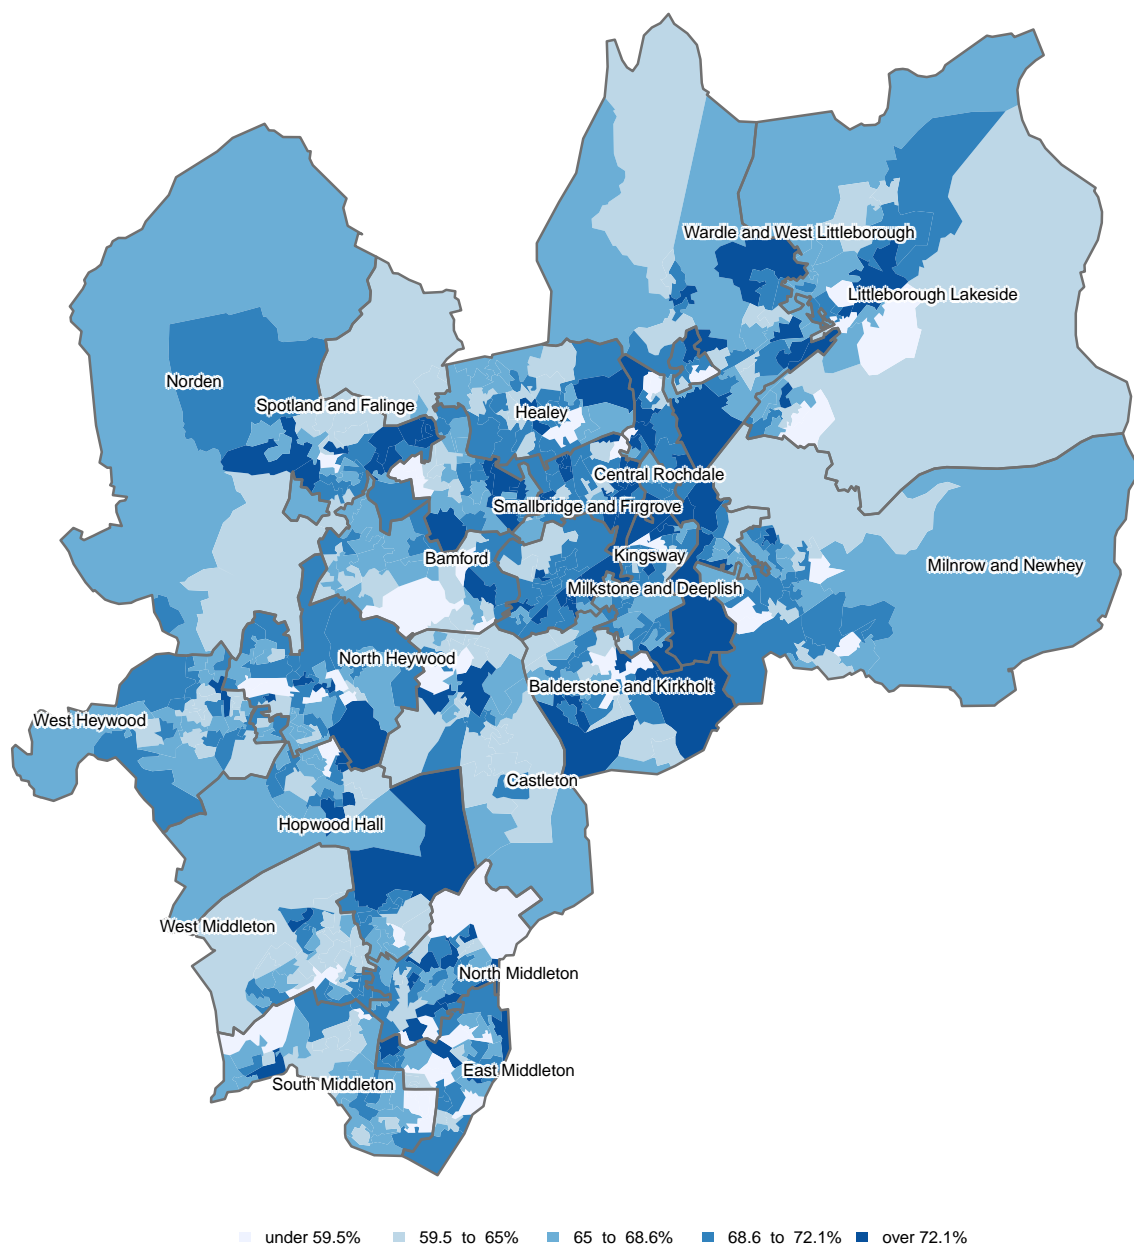 Wardle and West Littleborough
Littleborough Lakeside
Norden
Spotland and Falinge
Healey
Central Rochdale
Smallbridge and Firgrove
Bamford
Kingsway
Milnrow and Newhey
Milkstone and Deeplish
North Heywood
Balderstone and Kirkholt
West Heywood
Castleton
Hopwood Hall
West Middleton
North Middleton
East Middleton
South Middleton
under 59.5% 59.5 to 65% 65 to 68.6% 68.6 to 72.1% over 72.1%